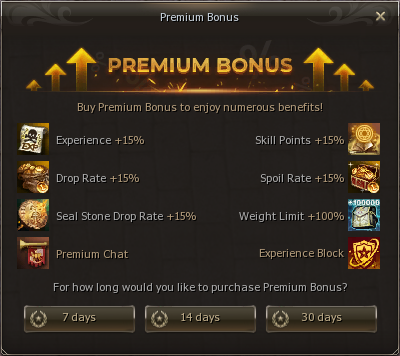 Premium Bonus
PREMIUM BONUS
Buy Premium Bonus to enjoy numerous benefits!
Experience +15%
Skill Points +15%
Drop Rate +15%
Spoil Rate +15%
Seal Stone Drop Rate +15%
Weight Limit +100%
+100000
Premium Chat
Experience Block
For how long would you like to purchase Premium Bonus?
7 days
14 days
30 days